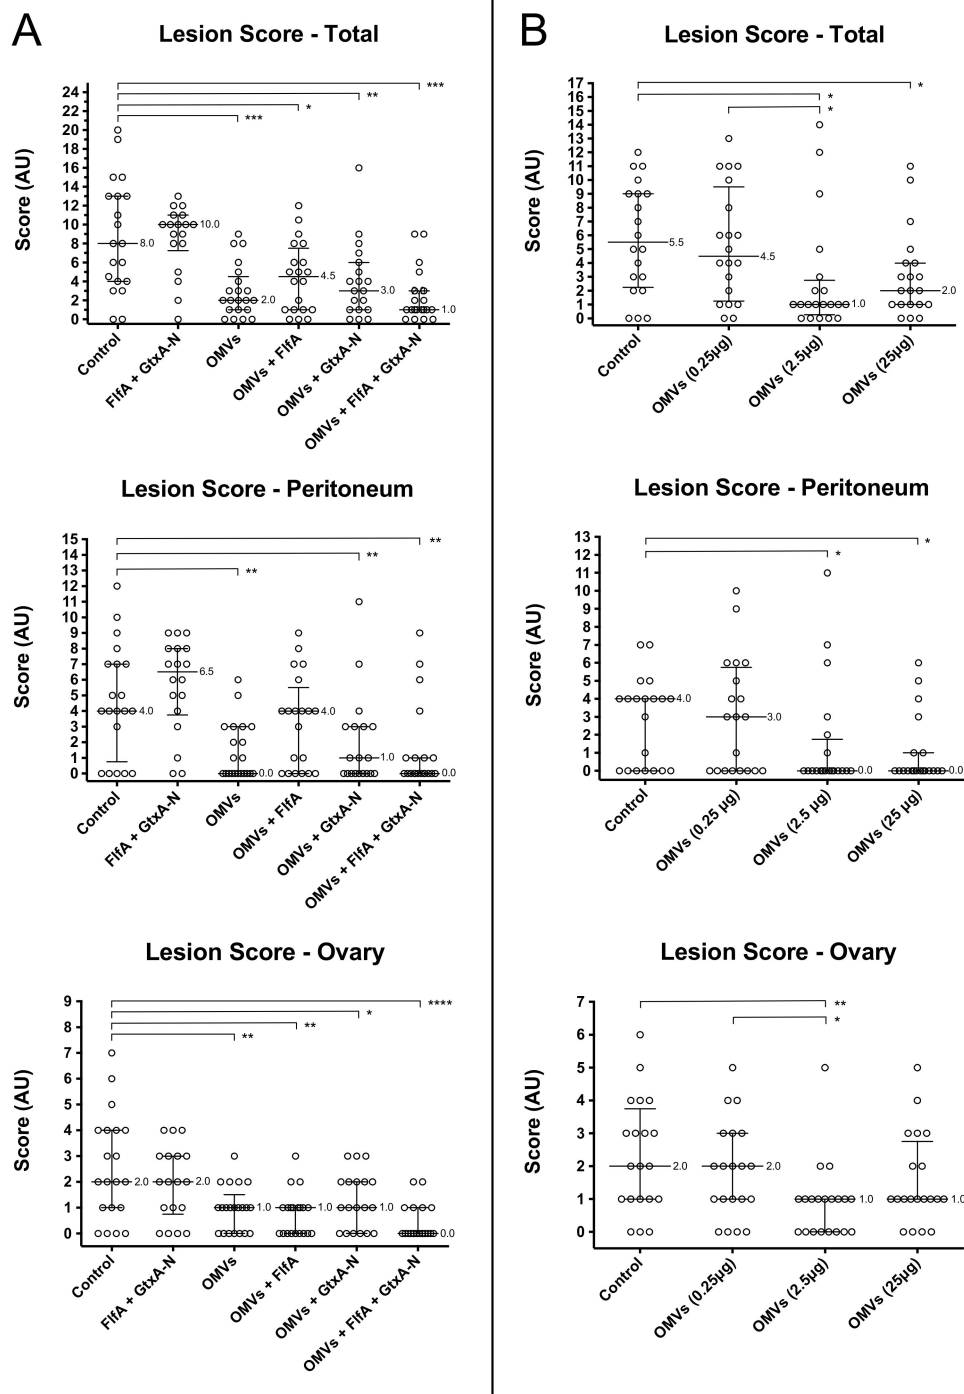 A
Lesion Score - Total
Score (AU)
24
22
20
18
16
14
12
10
8
6
4
2
0
***
**
*
***
8.0
10.0
2.0
4.5
3.0
1.0
Control
FlfA + GtxA-N
OMVs
OMVs + FlfA
OMVs + GtxA-N
OMVs + FlfA + GtxA-N
Lesion Score - Peritoneum
Score (AU)
15
14
13
12
11
10
9
8
7
6
5
4
3
2
1
0
**
**
**
4.0
6.5
0.0
4.0
1.0
0.0
Control
FlfA + GtxA-N
OMVs
OMVs + FlfA
OMVs + GtxA-N
OMVs + FlfA + GtxA-N
Lesion Score - Ovary
Score (AU)
9
8
7
6
5
4
3
2
1
0
****
*
**
**
2.0
2.0
1.0
1.0
1.0
0.0
Control
FlfA + GtxA-N
OMVs
OMVs + FlfA
OMVs + GtxA-N
OMVs + FlfA + GtxA-N
B
Lesion Score - Total
Score (AU)
17
16
15
14
13
12
11
10
9
8
7
6
5
4
3
2
1
0
*
*
*
5.5
4.5
1.0
2.0
Control
OMVs (0.25µg)
OMVs (2.5µg)
OMVs (25µg)
Lesion Score - Peritoneum
Score (AU)
13
12
11
10
9
8
7
6
5
4
3
2
1
0
*
*
4.0
3.0
0.0
0.0
Control
OMVs (0.25 µg)
OMVs (2.5 µg)
OMVs (25 µg)
Lesion Score - Ovary
Score (AU)
7
6
5
4
3
2
1
0
**
*
2.0
2.0
1.0
1.0
Control
OMVs (0.25µg)
OMVs (2.5µg)
OMVs (25µg)